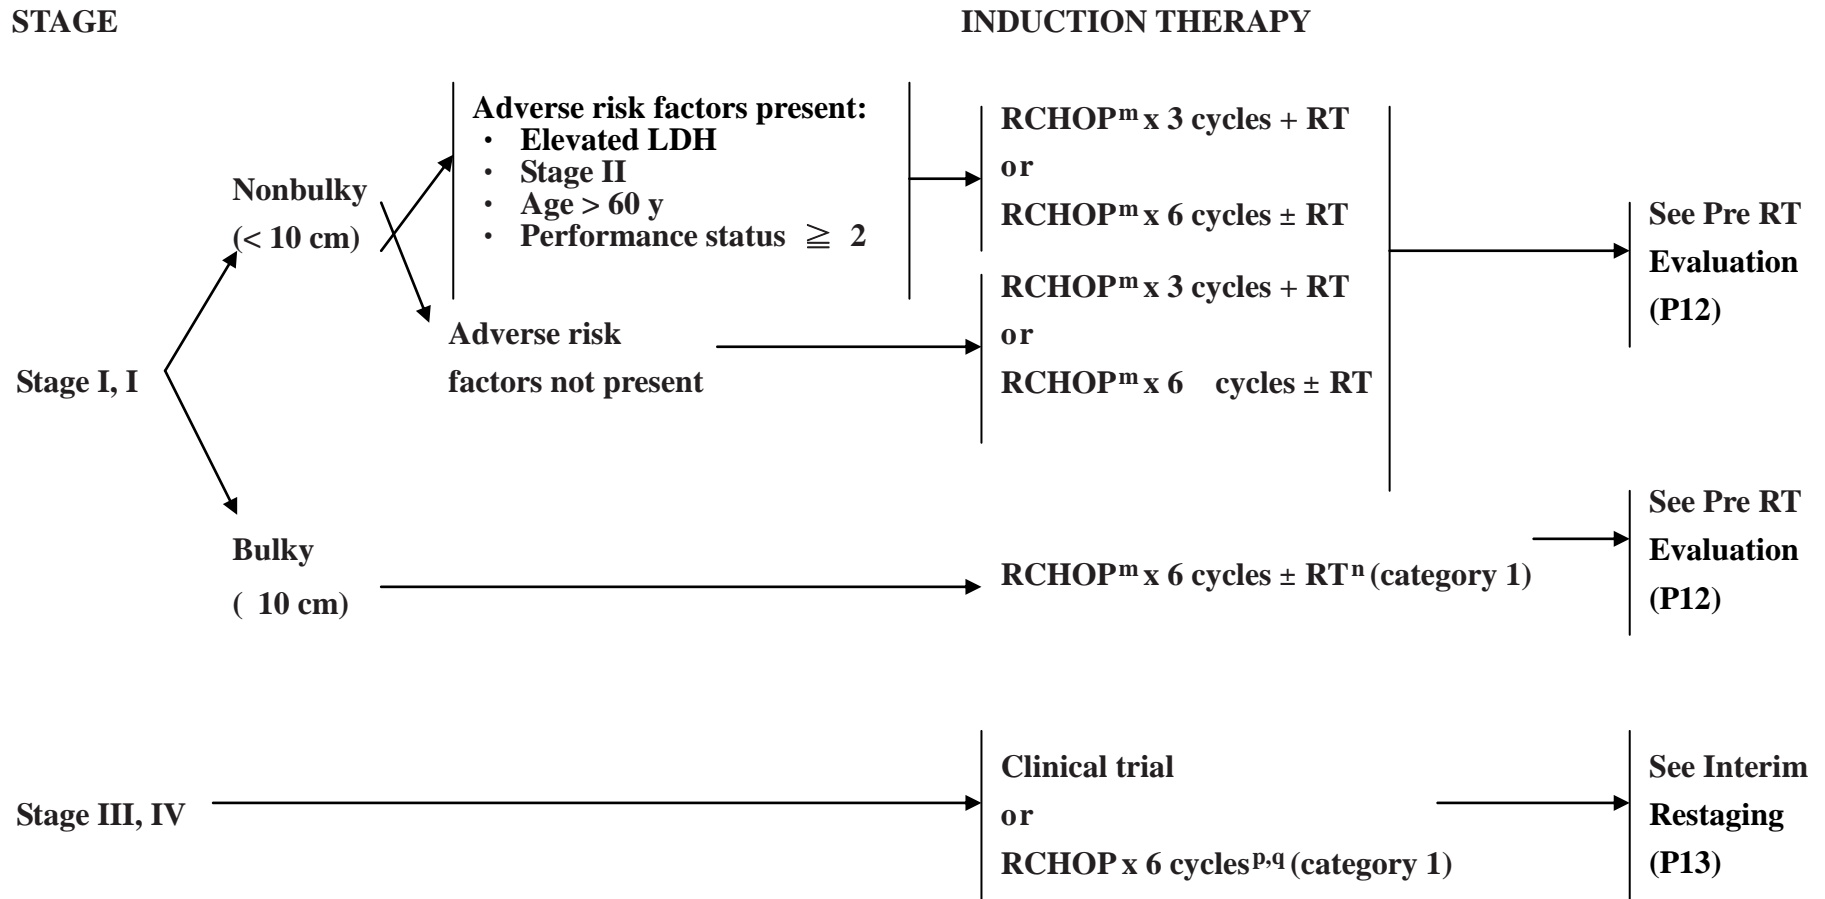 STAGE
INDUCTION THERAPY
Adverse risk factors present:
・ Elevated LDH
・ Stage II
・ Age > 60 y
・ Performance status ≧ 2
Nonbulky
(< 10 cm)
RCHOPᵐ x 3 cycles + RT
or
RCHOPᵐ x 6 cycles ± RT
See Pre RT
Evaluation
(P12)
Adverse risk
factors not present
RCHOPᵐ x 3 cycles + RT
or
RCHOPᵐ x 6 cycles ± RT
Stage I, I
Bulky
( 10 cm)
RCHOPᵐ x 6 cycles ± RTⁿ (category 1)
See Pre RT
Evaluation
(P12)
Stage III, IV
Clinical trial
or
RCHOP x 6 cyclesp,q (category 1)
See Interim
Restaging
(P13)